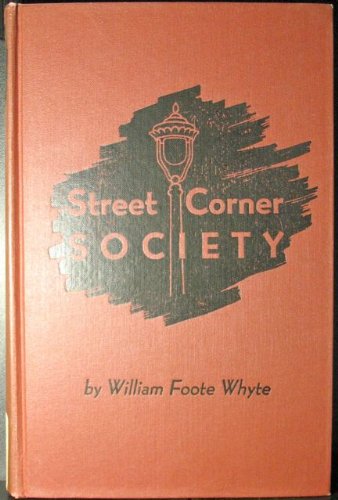 Street Corner
SOCIETY
by William Foote Whyte